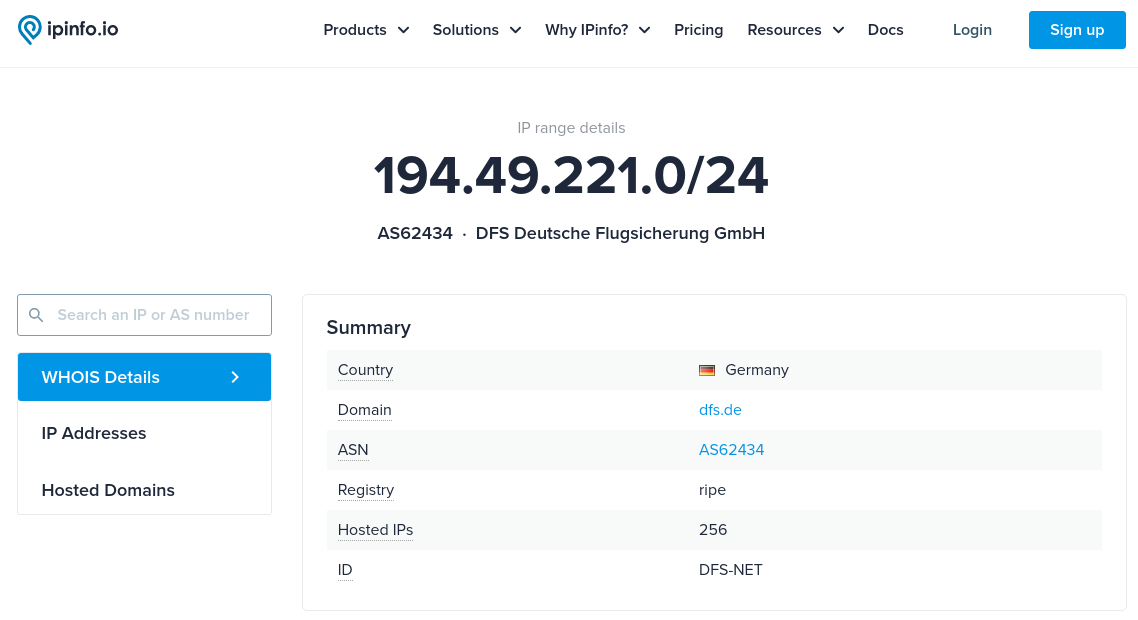 ipinfo.io Products Solutions Why IPinfo? Pricing Resources Docs Login Sign up
IP range details
194.49.221.0/24
AS62434 · DFS Deutsche Flugsicherung GmbH
Search an IP or AS number
WHOIS Details
IP Addresses
Hosted Domains
Summary
Country Germany
Domain dfs.de
ASN AS62434
Registry ripe
Hosted IPs 256
ID DFS-NET